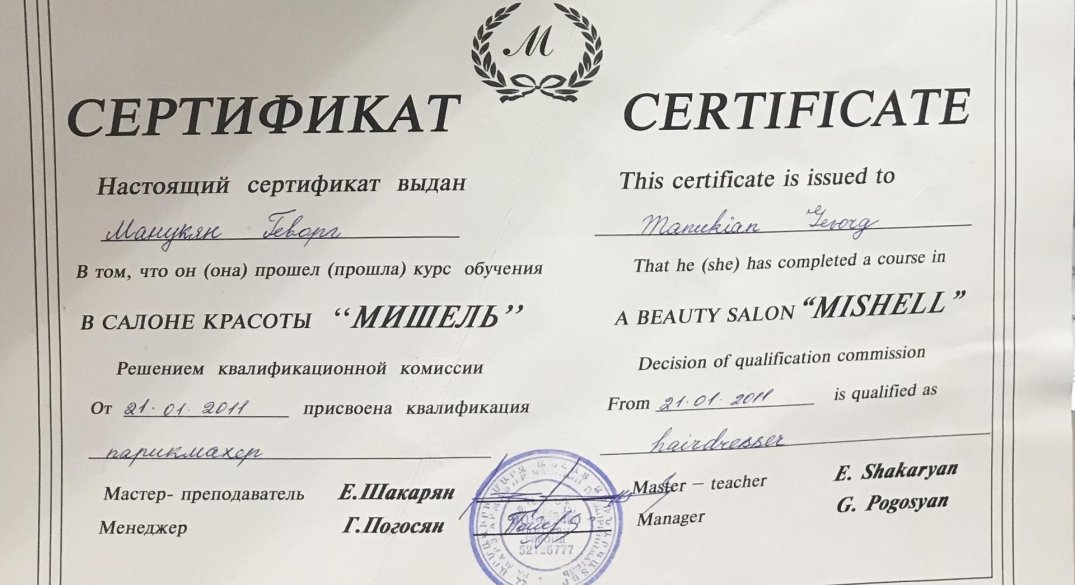 M
СЕРТИФИКАТ
Настоящий сертификат выдан
Манукян Геворг
В том, что он (она) прошел (прошла) курс обучения
В САЛОНЕ КРАСОТЫ “МИШЕЛЬ”
Решением квалификационной комиссии
От 21.01.2011 присвоена квалификация
парикмахер
Мастер- преподаватель Е.Шакарян
Менеджер Г.Погосян
CERTIFICATE
This certificate is issued to
Manukian Gevorg
That he (she) has completed a course in
A BEAUTY SALON “MISHELL”
Decision of qualification commission
From 21.01.2011 is qualified as
hairdresser
Master – teacher E. Shakaryan
Manager G. Pogosyan